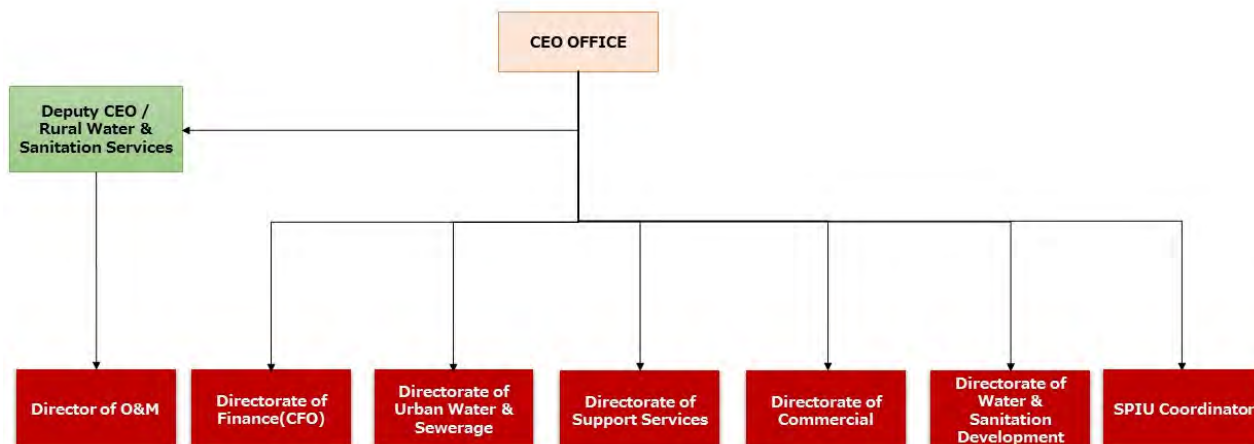 CEO OFFICE
Deputy CEO /
Rural Water &
Sanitation Services
Director of O&M
Directorate of
Finance(CFO)
Directorate of
Urban Water &
Sewerage
Directorate of
Support Services
Directorate of
Commercial
Directorate of
Water &
Sanitation
Development
SPIU Coordinator